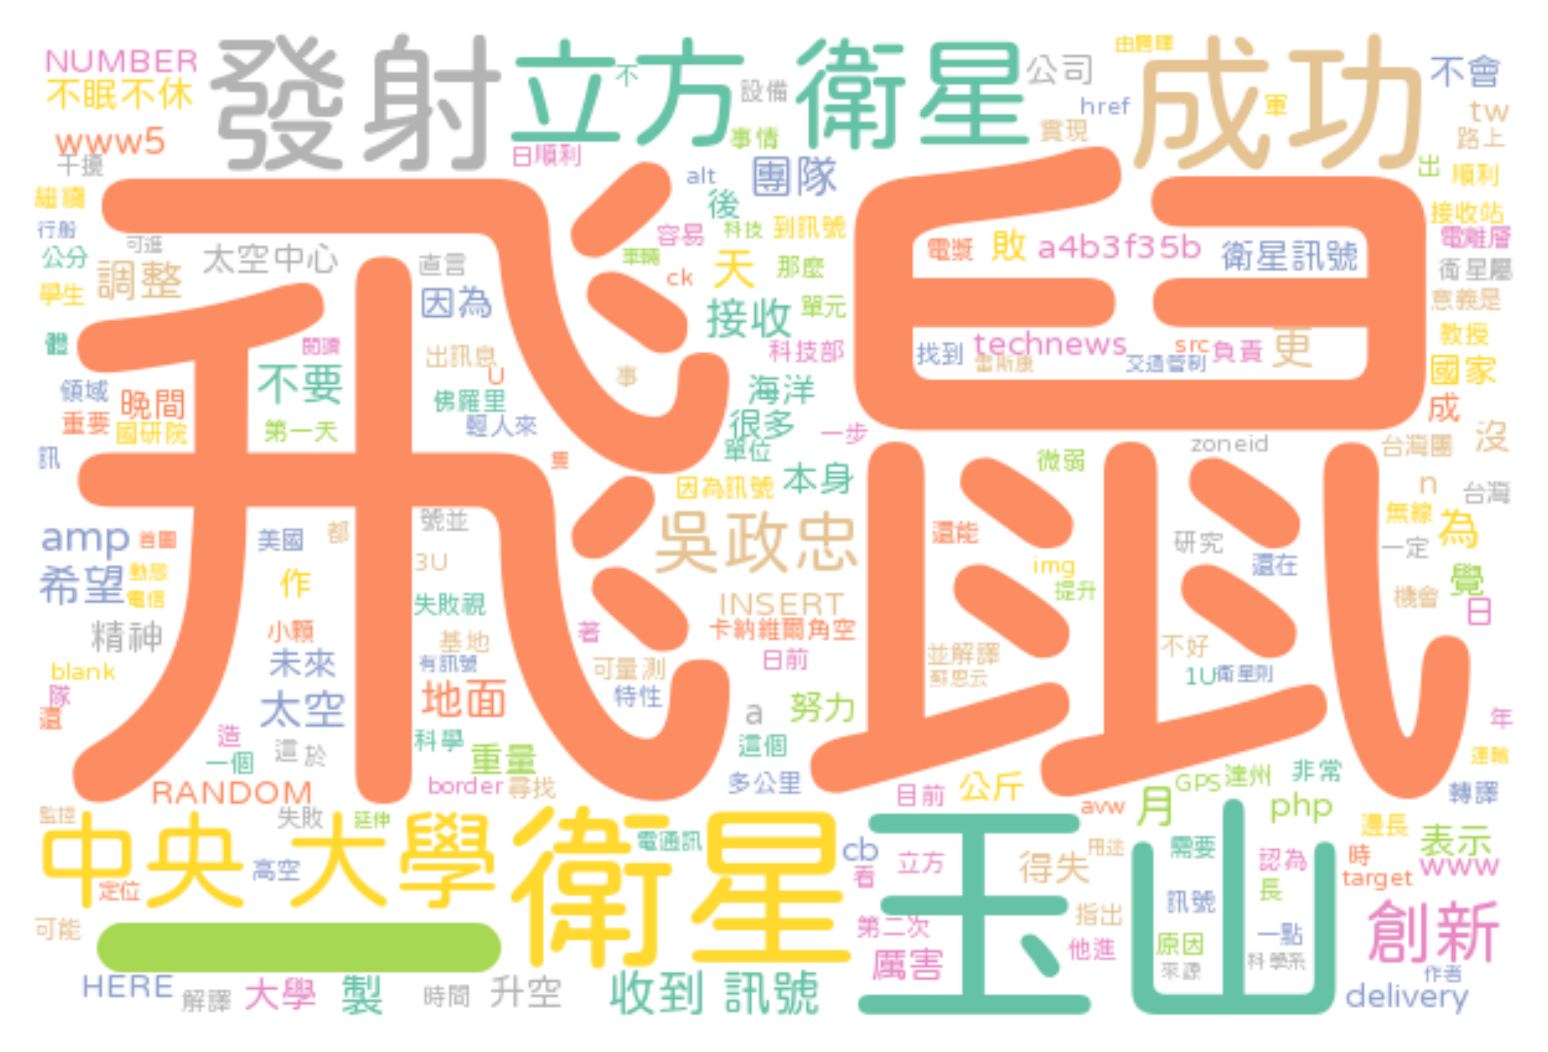 NUMBER
不眠不休
www5
干擾
發射
立方
不
設備
事情
衛星
公司
href
實現
成功
軍
不會
tw
路上
日順利
alt
團隊
後
出
順利
行船
公分
學生
可進
太空中心
調整
直言
因為
容易
科技
到訊號
車輛
ck
天
那麼
接收
單元
科技部
飛鼠
電漿
敗
a4b3f35b
衛星訊號
接收站
電離層
衛星屬
意義是
教授
國家
成
找到
technews
雷斯康
交通管制
src
負責
更
體
領域
重要
訊
晚間
國研院
閱讀
不要
第一天
出訊息
U
佛羅里
輕人來
隻
事
海洋
很多
單位
一步
因為訊號
本身
微弱
zoneid
台灣團
沒
n
台灣
無線
為
一定
amp
首圖
希望
動態
電信
精神
blank
隊
還
美國
都
作
小顆
未來
太空
號並
3U
失敗視
基地
有訊號
地面
吳政忠
INSERT
卡納維爾角空
著
日前
可量測
特性
a
努力
這個
還能
img
提升
並解譯
蘇恩云
研究
還在
不好
1U
衛星則
覺
機會
日
年
運輸
轉譯
造
一個
這
於
RANDOM
科學
重量
border
尋找
多公里
目前
公斤
avw
月
GPS
達州
非常
php
監控
中央
大學
定位
失敗
延伸
高空
衛星
電通訊
cb
看
立方
得失
用途
玉山
需要
認為
長
訊號
邊長
表示
時
target
www
可能
一
第二次
厲害
指出
他進
原因
來源
一點
科學系
創新
作者
delivery
HERE
解譯
大學
製
時間
升空
收到
訊號